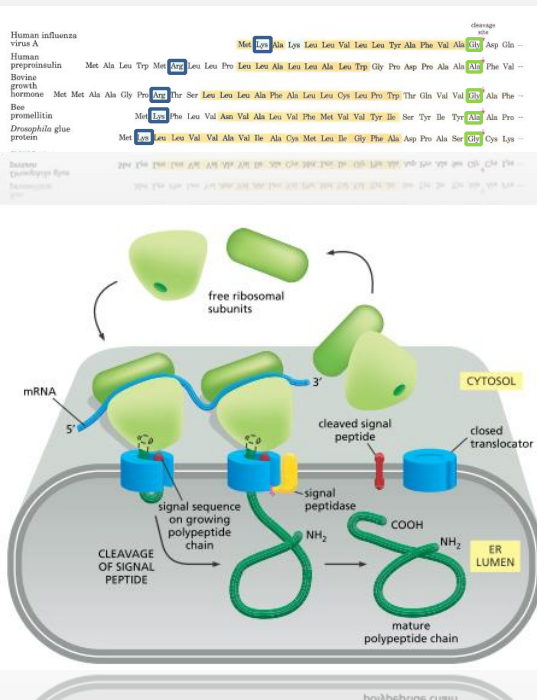 cleavage
site
Human influenza
virus A
Met Lys Ala Lys Leu Leu Val Leu Leu Tyr Ala Phe Val Ala Gly Asp Gln --
Human
preproinsulin
Met Ala Leu Trp Met Arg Leu Leu Pro Leu Leu Ala Leu Leu Ala Leu Trp Gly Pro Asp Pro Ala Ala Ala Phe Val --
Bovine
growth
hormone
Met Met Ala Ala Gly Pro Arg Thr Ser Leu Leu Leu Ala Phe Ala Leu Leu Cys Leu Pro Trp Thr Gln Val Val Gly Ala Phe --
Bee
promellitin
Met Lys Phe Leu Val Asn Val Ala Leu Val Phe Met Val Val Tyr Ile Ser Tyr Ile Tyr Ala Ala Pro --
Drosophila glue
protein
Met Lys Leu Leu Val Val Ala Val Ile Ala Cys Met Leu Ile Gly Phe Ala Asp Pro Ala Ser Gly Cys Lys --
free ribosomal
subunits
mRNA
3'
CYTOSOL
5'
cleaved signal
peptide
closed
translocator
signal sequence
on growing
polypeptide
chain
signal
peptidase
CLEAVAGE
OF SIGNAL
PEPTIDE
NH2
COOH
NH2
ER
LUMEN
mature
polypeptide chain